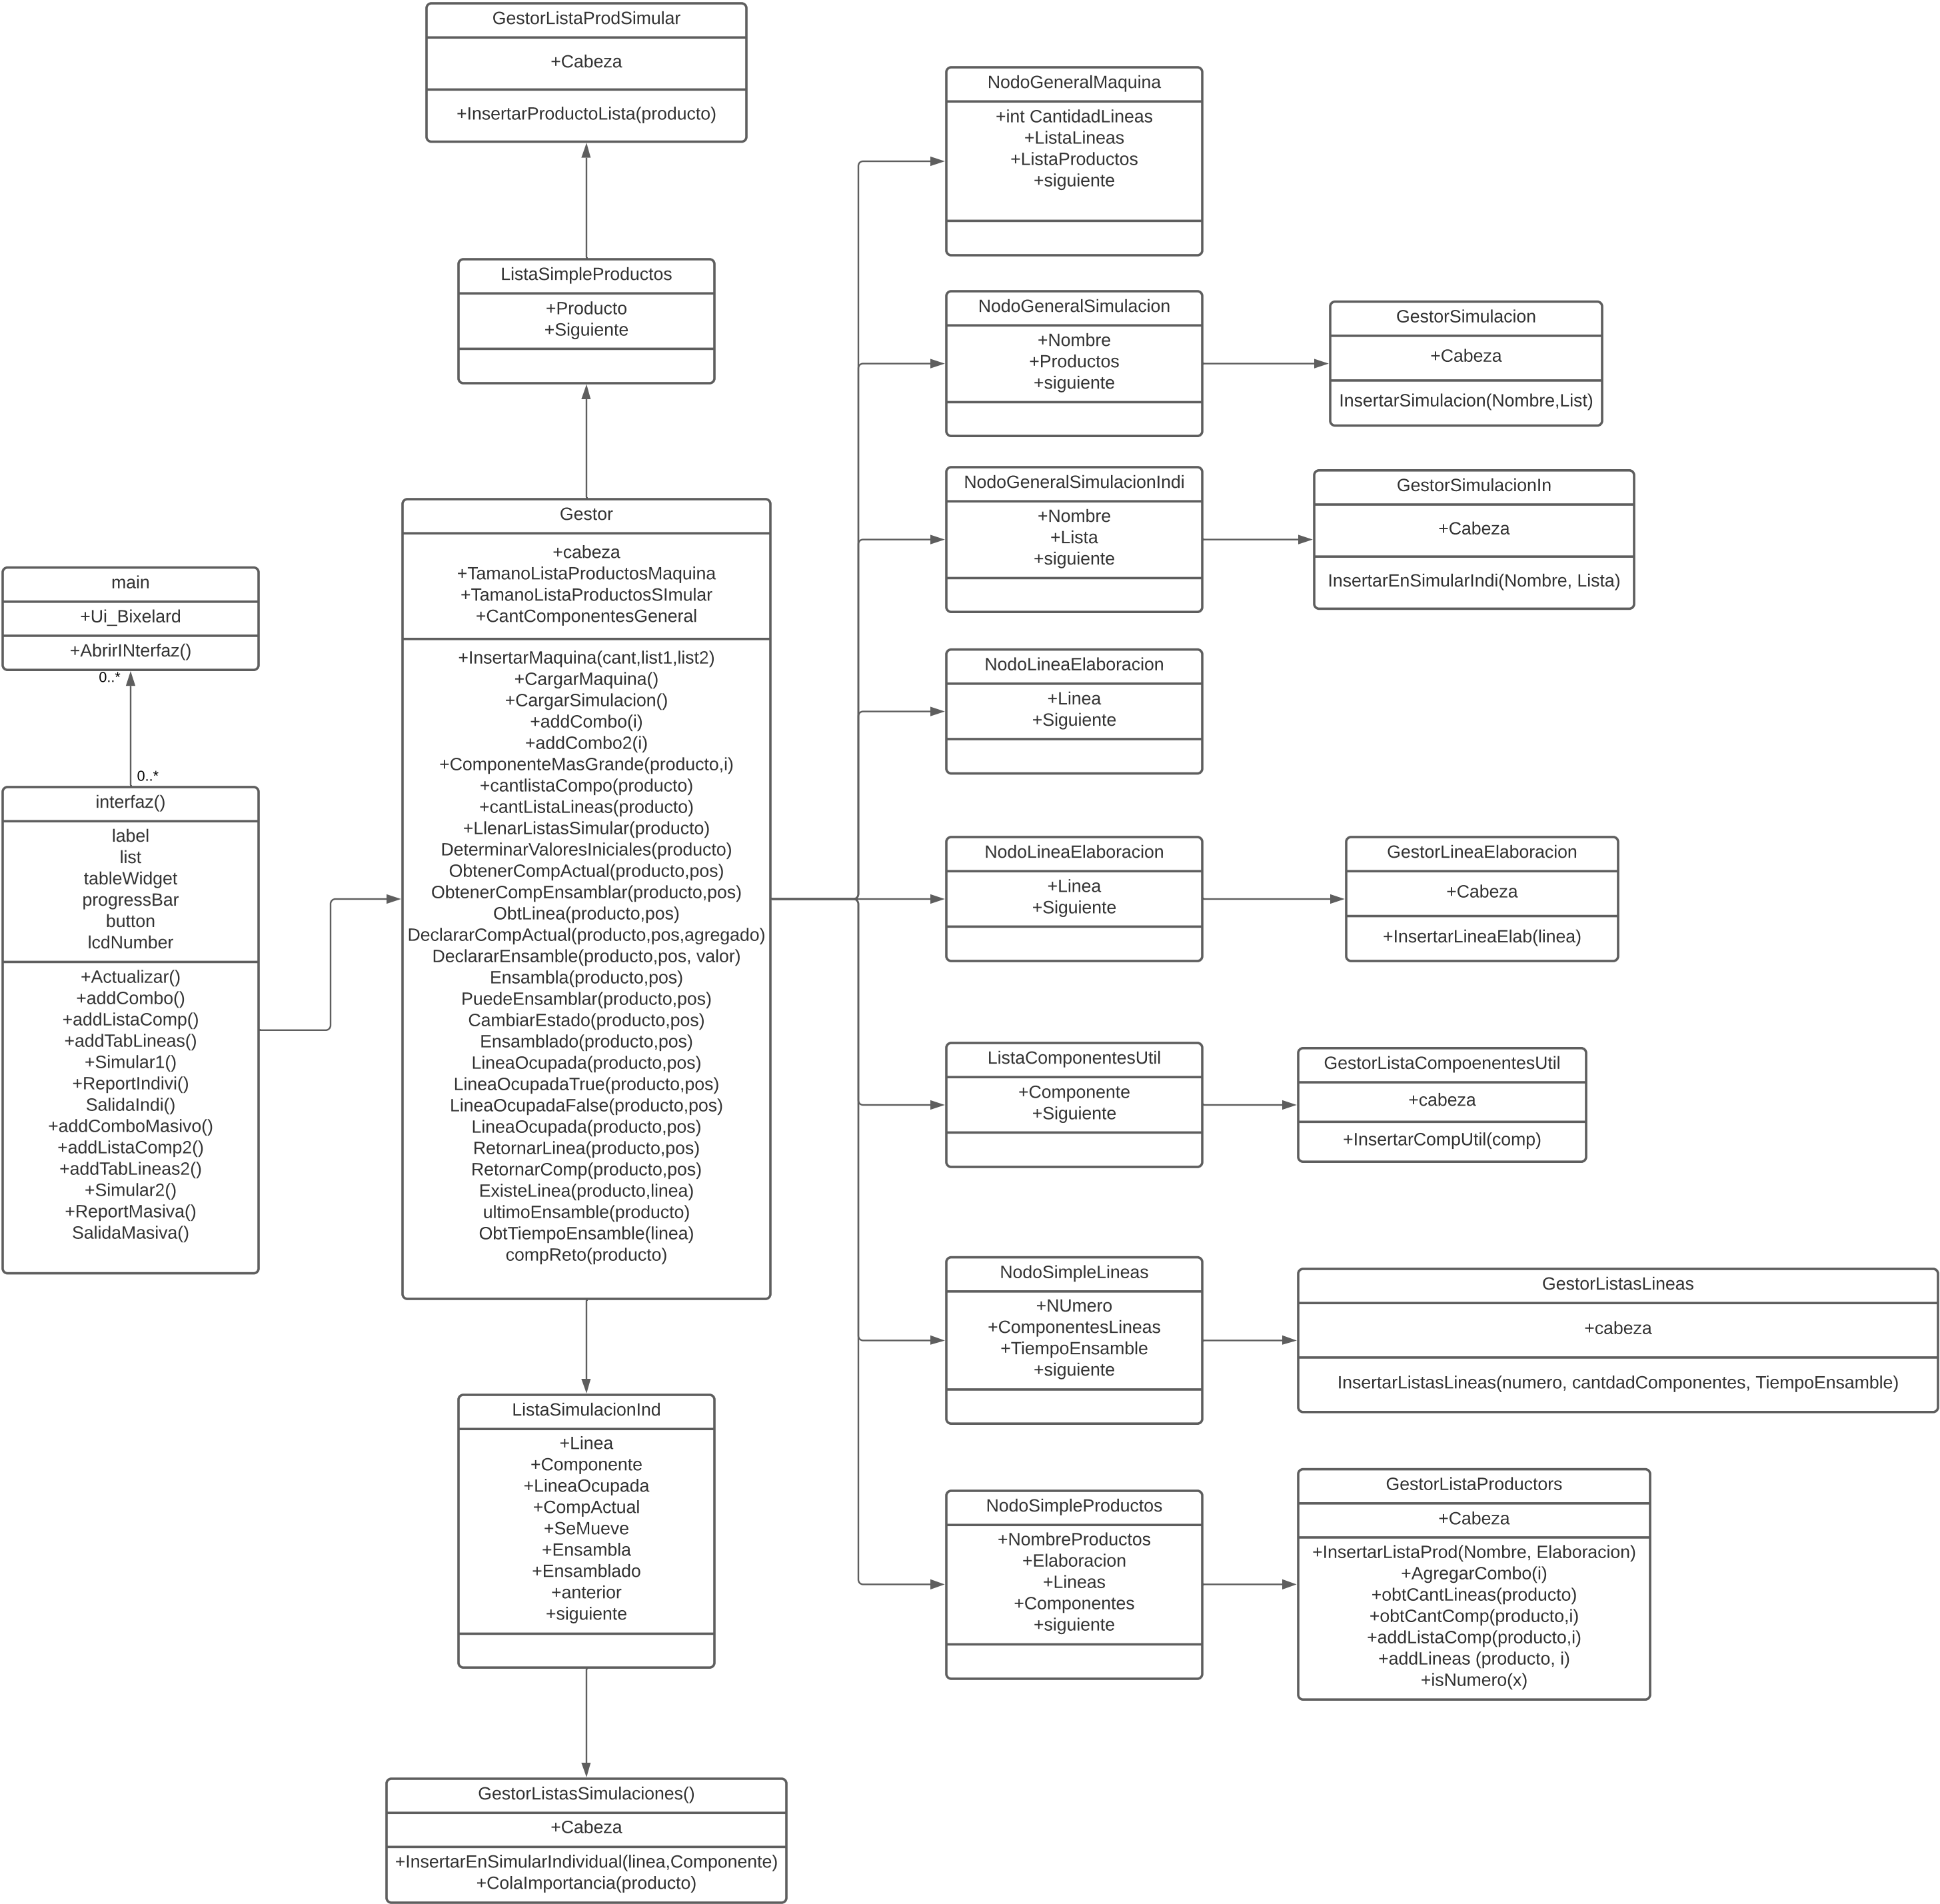 GestorListaProdSimular
+Cabeza
+InsertarProductoLista(producto)
ListaSimpleProductos
+Producto
+Siguiente
main
+Ui_Bixelard
+AbrirINterfaz()
0..*
0..*
interfaz()
label
list
tableWidget
progressBar
button
lcdNumber
+Actualizar()
+addCombo()
+addListaComp()
+addTabLineas()
+Simular1()
+ReportIndivi()
SalidaIndi()
+addComboMasivo()
+addListaComp2()
+addTabLineas2()
+Simular2()
+ReportMasiva()
SalidaMasiva()
Gestor
+cabeza
+TamanoListaProductosMaquina
+TamanoListaProductosSImular
+CantComponentesGeneral
+InsertarMaquina(cant,list1,list2)
+CargarMaquina()
+CargarSimulacion()
+addCombo(i)
+addCombo2(i)
+ComponenteMasGrande(producto,i)
+cantlistaCompo(producto)
+cantListaLineas(producto)
+LlenarListasSimular(producto)
DeterminarValoresIniciales(producto)
ObtenerCompActual(producto,pos)
ObtenerCompEnsamblar(producto,pos)
ObtLinea(producto,pos)
DeclararCompActual(producto,pos,agregado)
DeclararEnsamble(producto,pos, valor)
Ensambla(producto,pos)
PuedeEnsamblar(producto,pos)
CambiarEstado(producto,pos)
Ensamblado(producto,pos)
LineaOcupada(producto,pos)
LineaOcupadaTrue(producto,pos)
LineaOcupadaFalse(producto,pos)
LineaOcupada(producto,pos)
RetornarLinea(producto,pos)
RetornarComp(producto,pos)
ExisteLinea(producto,linea)
ultimoEnsamble(producto)
ObtTiempoEnsamble(linea)
compReto(producto)
ListaSimulacionInd
+Linea
+Componente
+LineaOcupada
+CompActual
+SeMueve
+Ensambla
+Ensamblado
+anterior
+siguiente
GestorListasSimulaciones()
+Cabeza
+InsertarEnSimularIndividual(linea,Componente)
+ColaImportancia(producto)
NodoGeneralMaquina
+int CantidadLineas
+ListaLineas
+ListaProductos
+siguiente
NodoGeneralSimulacion
+Nombre
+Productos
+siguiente
GestorSimulacion
+Cabeza
InsertarSimulacion(Nombre,List)
NodoGeneralSimulacionIndi
+Nombre
+Lista
+siguiente
GestorSimulacionIn
+Cabeza
InsertarEnSimularIndi(Nombre, Lista)
NodoLineaElaboracion
+Linea
+Siguiente
NodoLineaElaboracion
+Linea
+Siguiente
GestorLineaElaboracion
+Cabeza
+InsertarLineaElab(linea)
ListaComponentesUtil
+Componente
+Siguiente
GestorListaCompoenentesUtil
+cabeza
+InsertarCompUtil(comp)
NodoSimpleLineas
+NUmero
+ComponentesLineas
+TiempoEnsamble
+siguiente
GestorListasLineas
+cabeza
InsertarListasLineas(numero, cantdadComponentes, TiempoEnsamble)
NodoSimpleProductos
+NombreProductos
+Elaboracion
+Lineas
+Componentes
+siguiente
GestorListaProductors
+Cabeza
+InsertarListaProd(Nombre, Elaboracion)
+AgregarCombo(i)
+obtCantLineas(producto)
+obtCantComp(producto,i)
+addListaComp(producto,i)
+addLineas (producto, i)
+isNumero(x)